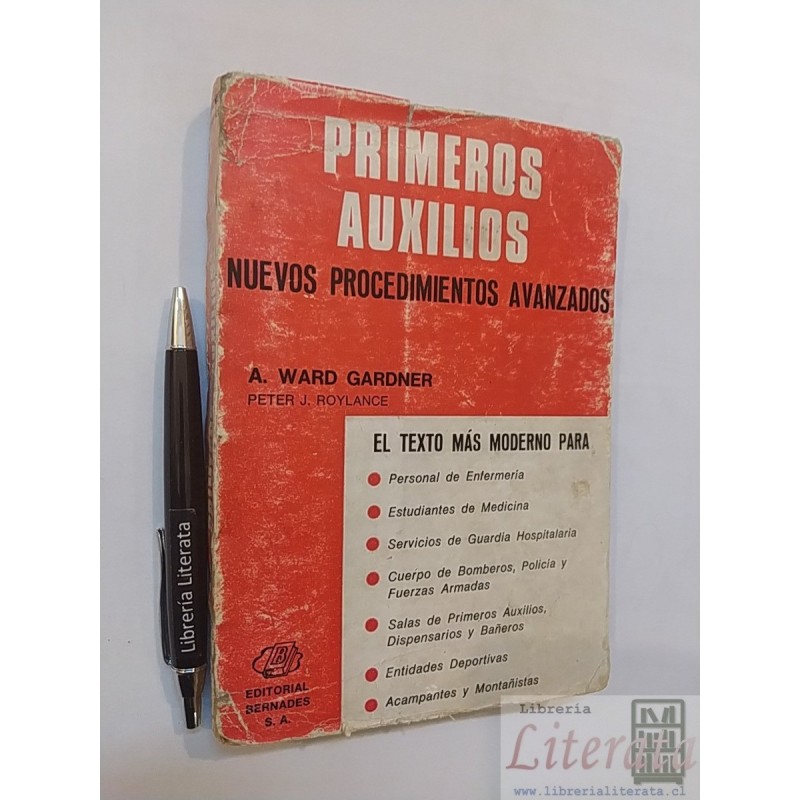 PRIMEROS
AUXILIOS
NUEVOS PROCEDIMIENTOS AVANZADOS
A. WARD GARDNER
PETER J. ROYLANCE
EL TEXTO MÁS MODERNO PARA
Personal de Enfermería
Estudiantes de Medicina
Servicios de Guardia Hospitalaria
Cuerpo de Bomberos, Policía y
Fuerzas Armadas
Salas de Primeros Auxilios,
Dispensarios y Bañeros
Entidades Deportivas
Acampantes y Montañistas
B
EDITORIAL
BERNADES
S. A.
Librería Literata
Librería
Literata
www.librerialiterata.cl